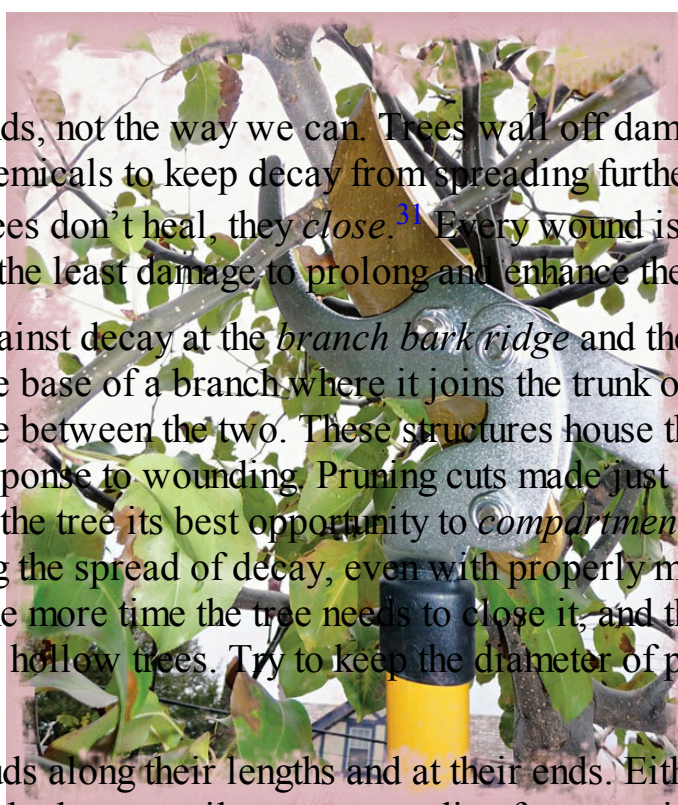 ds, not the way we can. Trees wall off dam
emicals to keep decay from spreading furthe
ees don’t heal, they close.31 Every wound is
the least damage to prolong and enhance the
ainst decay at the branch bark ridge and the
e base of a branch where it joins the trunk o
e between the two. These structures house th
ponse to wounding. Pruning cuts made just
the tree its best opportunity to compartmen
g the spread of decay, even with properly m
e more time the tree needs to close it, and th
hollow trees. Try to keep the diameter of p
ds along their lengths and at their ends. Eith